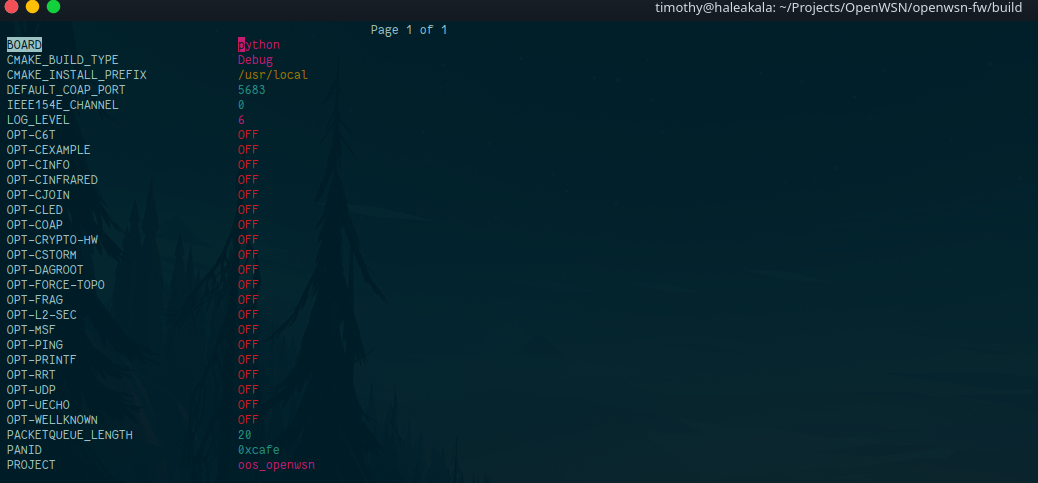 timothy@haleakala: ~/Projects/OpenWSN/openwsn-fw/build
Page 1 of 1
BOARD python
CMAKE_BUILD_TYPE Debug
CMAKE_INSTALL_PREFIX /usr/local
DEFAULT_COAP_PORT 5683
IEEE154E_CHANNEL 0
LOG_LEVEL 6
OPT-C6T OFF
OPT-CEXAMPLE OFF
OPT-CINFO OFF
OPT-CINFRARED OFF
OPT-CJOIN OFF
OPT-CLED OFF
OPT-COAP OFF
OPT-CRYPTO-HW OFF
OPT-CSTORM OFF
OPT-DAGROOT OFF
OPT-FORCE-TOPO OFF
OPT-FRAG OFF
OPT-L2-SEC OFF
OPT-MSF OFF
OPT-PING OFF
OPT-PRINTF OFF
OPT-RRT OFF
OPT-UDP OFF
OPT-UECHO OFF
OPT-WELLKNOWN OFF
PACKETQUEUE_LENGTH 20
PANID 0xcafe
PROJECT oos_openwsn